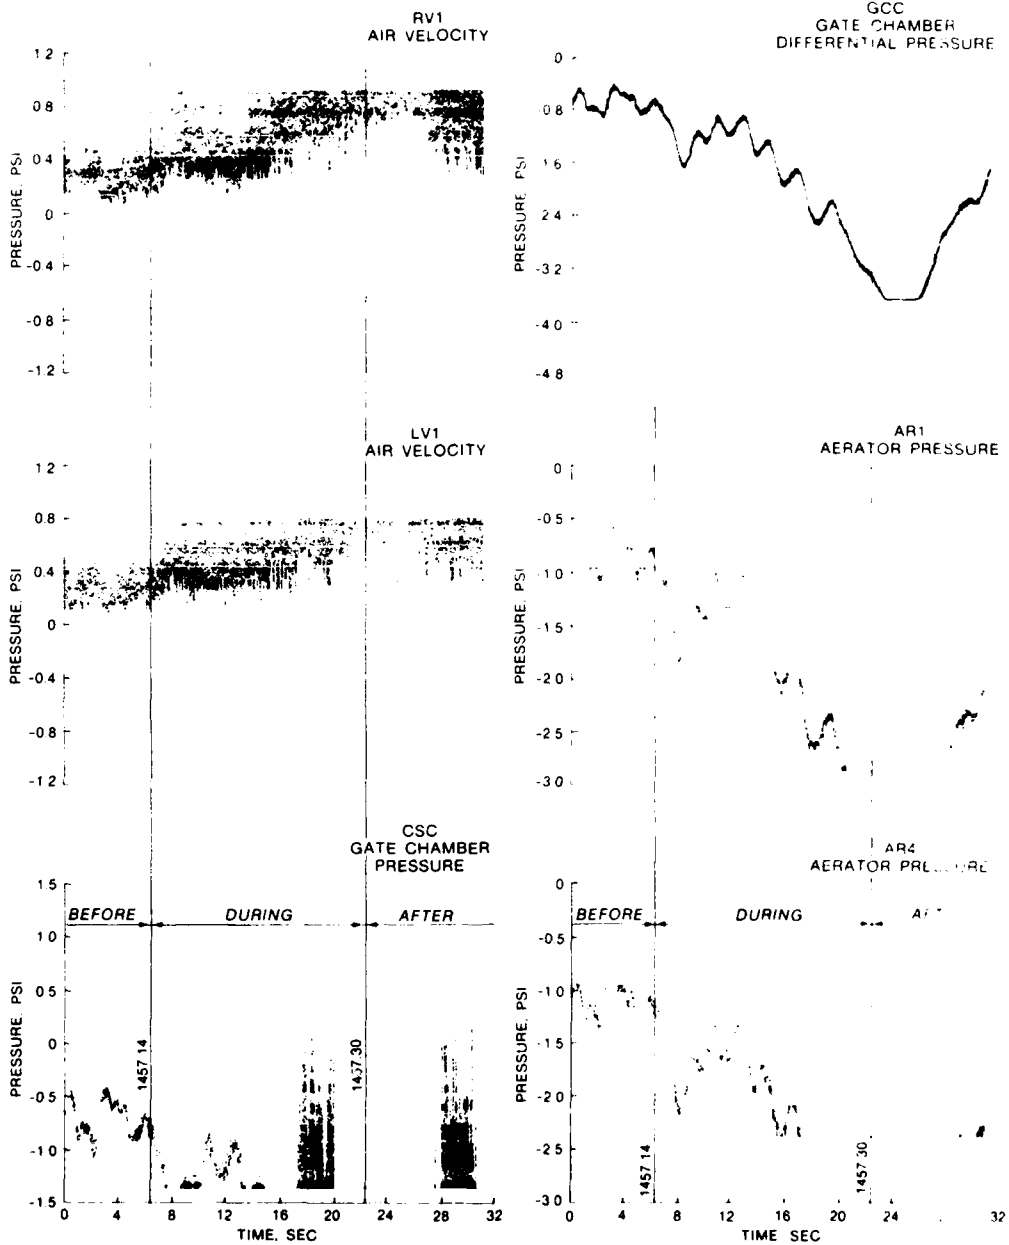 RV1
AIR VELOCITY
1 2
0.8
0.4
0
-0.4
-0.8
-1.2
PRESSURE, PSI
GCC
GATE CHAMBER
DIFFERENTIAL PRESSURE
0
-0.8
-1 6
-2 4
-3.2
-4 0
-4 8
PRESSURE, PSI
LV1
AIR VELOCITY
1 2
0.8
0.4
0
-0.4
-0.8
-1 2
PRESSURE, PSI
AR1
AERATOR PRESSURE
0
-0.5
-1.0
-1 5
-2.0
-2.5
-3.0
PRESSURE, PSI
CSC
GATE CHAMBER
PRESSURE
1.5
1 0
0 5
0
-0.5
-1 0
-1.5
PRESSURE, PSI
BEFORE
DURING
AFTER
1457 14
1457 30
0 4 8 12 16 20 24 28 32
TIME, SEC
AR4
AERATOR PRESSURE
0
-0.5
-1 0
-1.5
-2.0
-2.5
-3.0
PRESSURE, PSI
BEFORE
DURING
1457 14
1457 30
0 4 8 12 16 20 24 28 32
TIME SEC